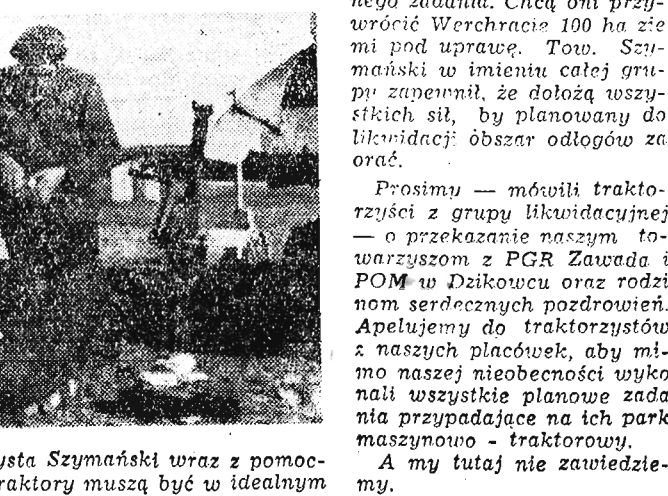 nego zadania. Chcą oni przy-
wrócić Werchracie 100 ha zie
mi pod uprawę. Tow. Szy-
mański w imieniu całej gru-
py zapewnił, że dołożą wszy-
stkich sił, by planowany do
likwidacji obszar odłogów za
orać.
Prosimy — mówili trakto-
rzyści z grupy likwidacyjnej
— o przekazanie naszym to-
warzyszom z PGR Zawada i
POM w Dzikowcu oraz rodzi
nom serdecznych pozdrowień.
Apelujemy do traktorzystów
z naszych placówek, aby mi-
mo naszej nieobecności wyko
nali wszystkie planowe zada
nia przypadające na ich park
maszynowo - traktorowy.
A my tutaj nie zawiedzie-
my.
ysta Szymański wraz z pomoc-
raktory muszą być w idealnym